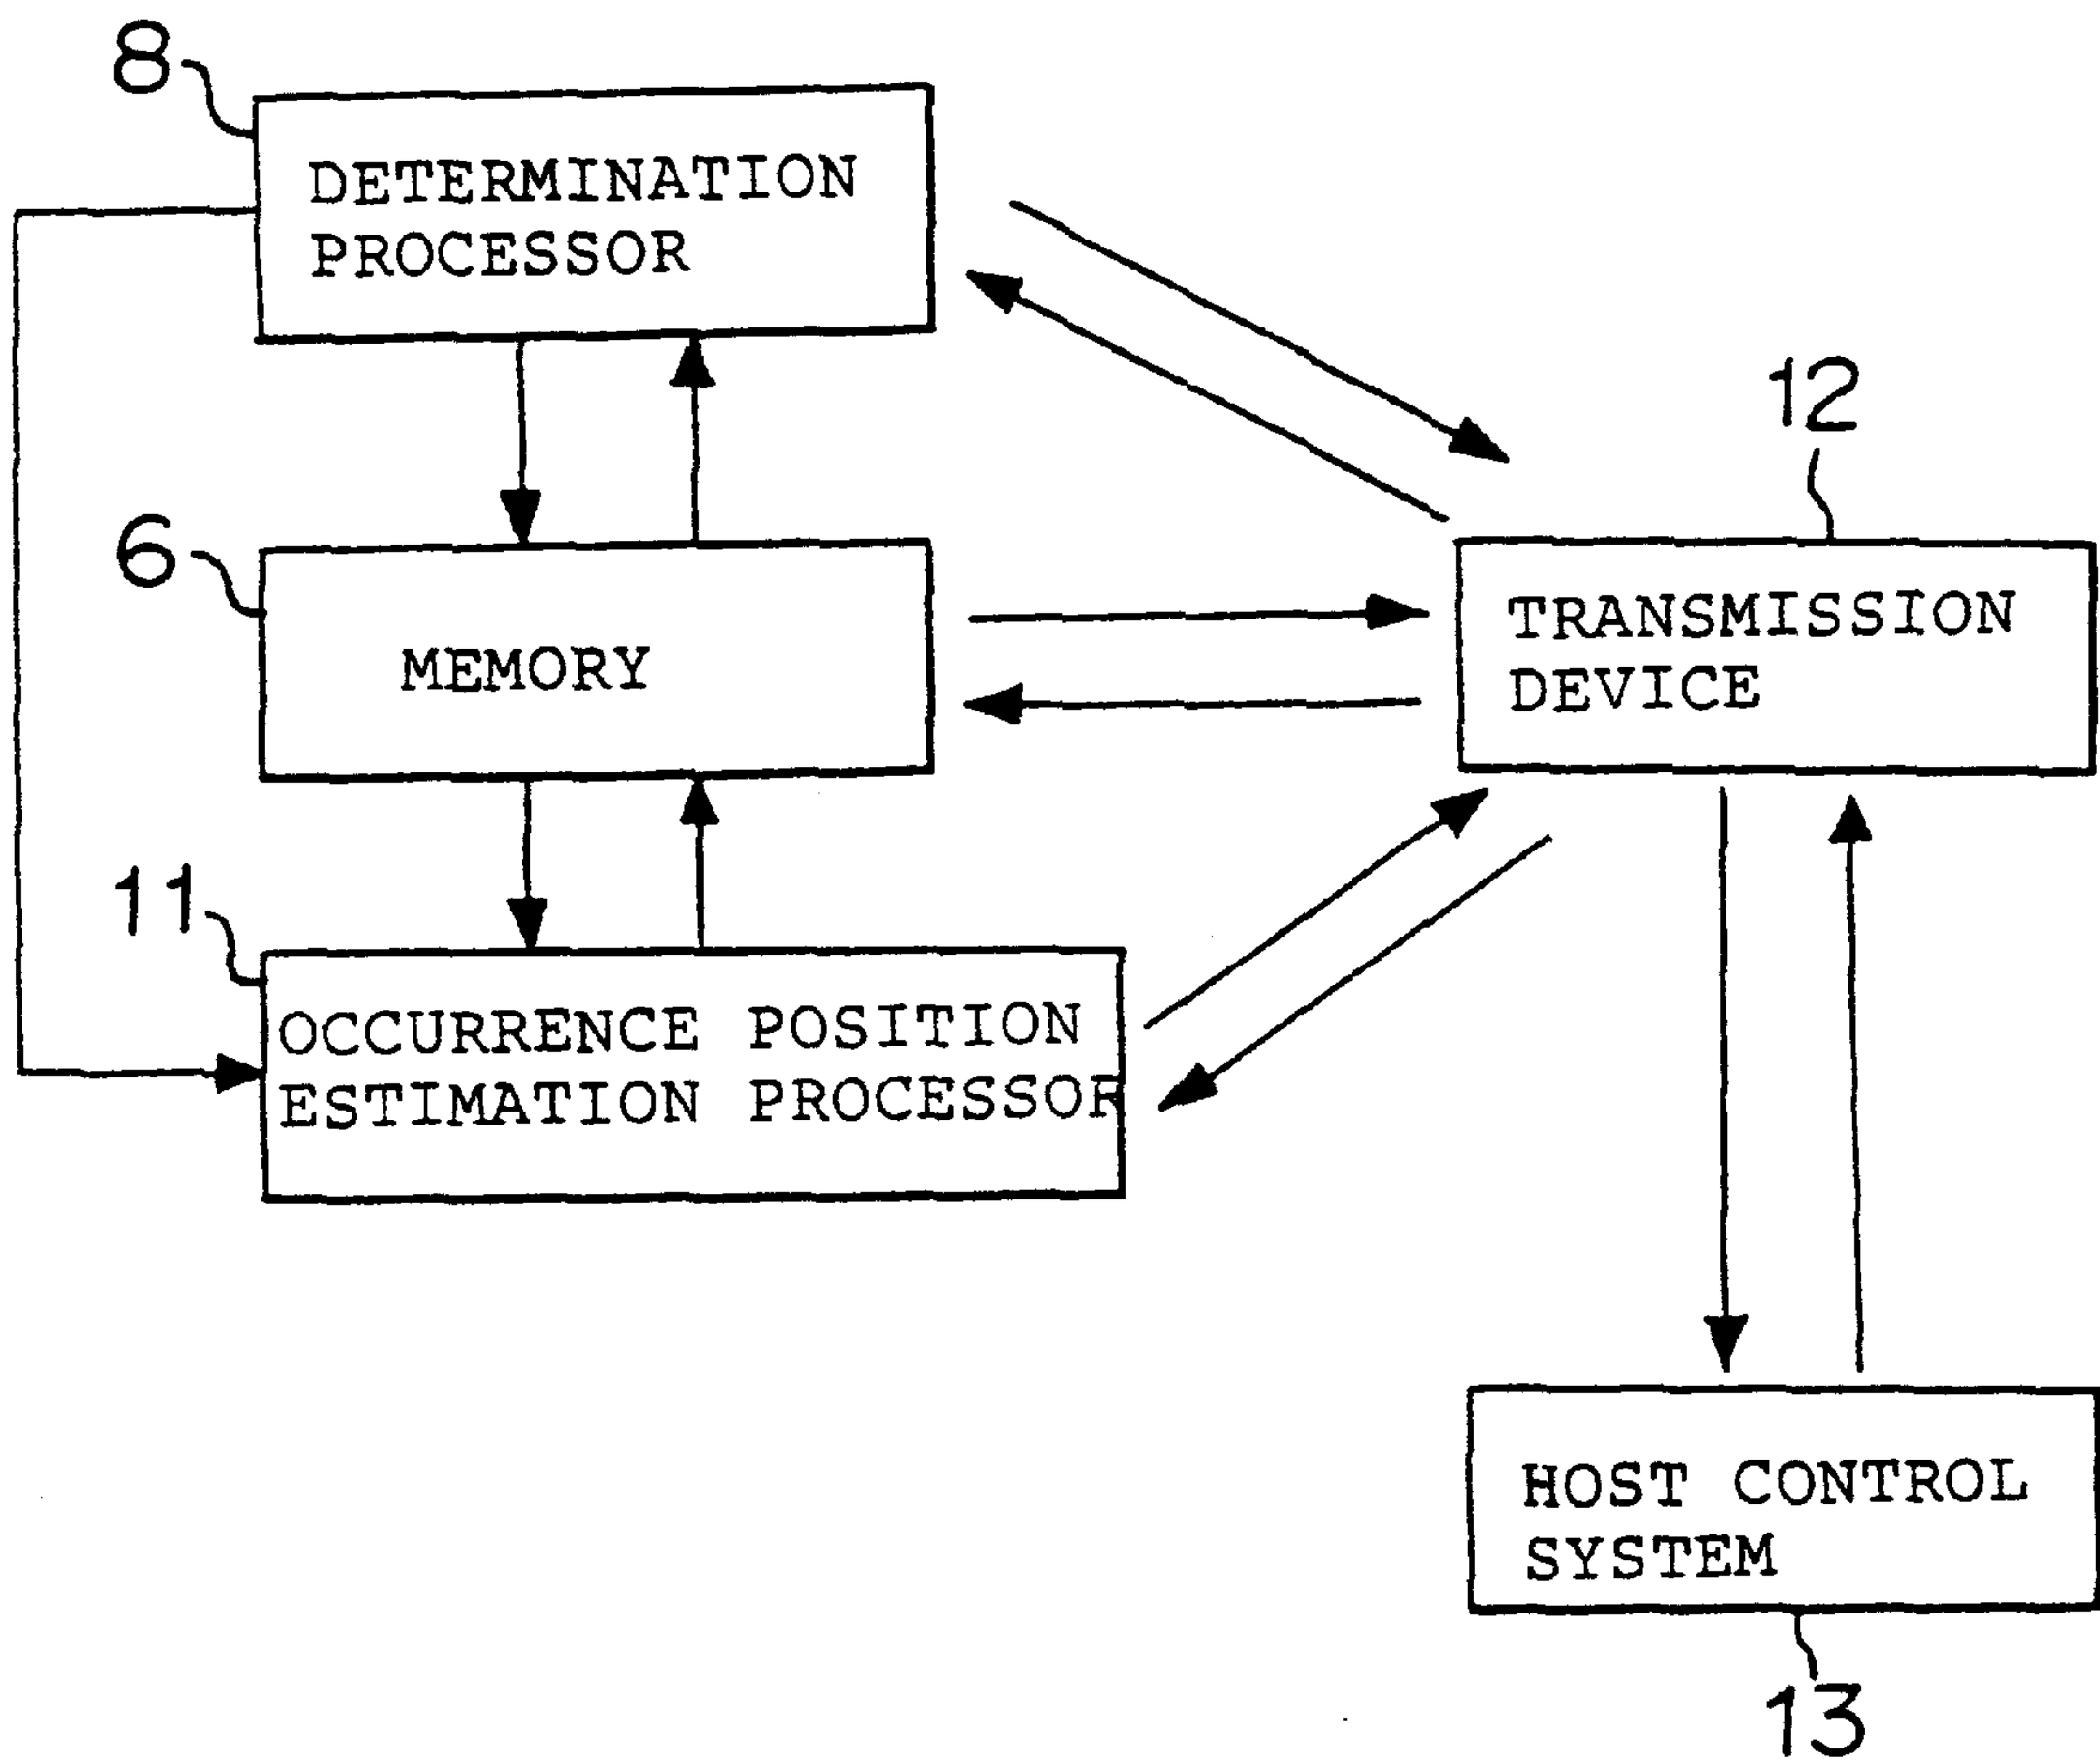 8
DETERMINATION
PROCESSOR
12
6
MEMORY
TRANSMISSION
DEVICE
11
OCCURRENCE POSITION
ESTIMATION PROCESSOR
HOST CONTROL
SYSTEM
13